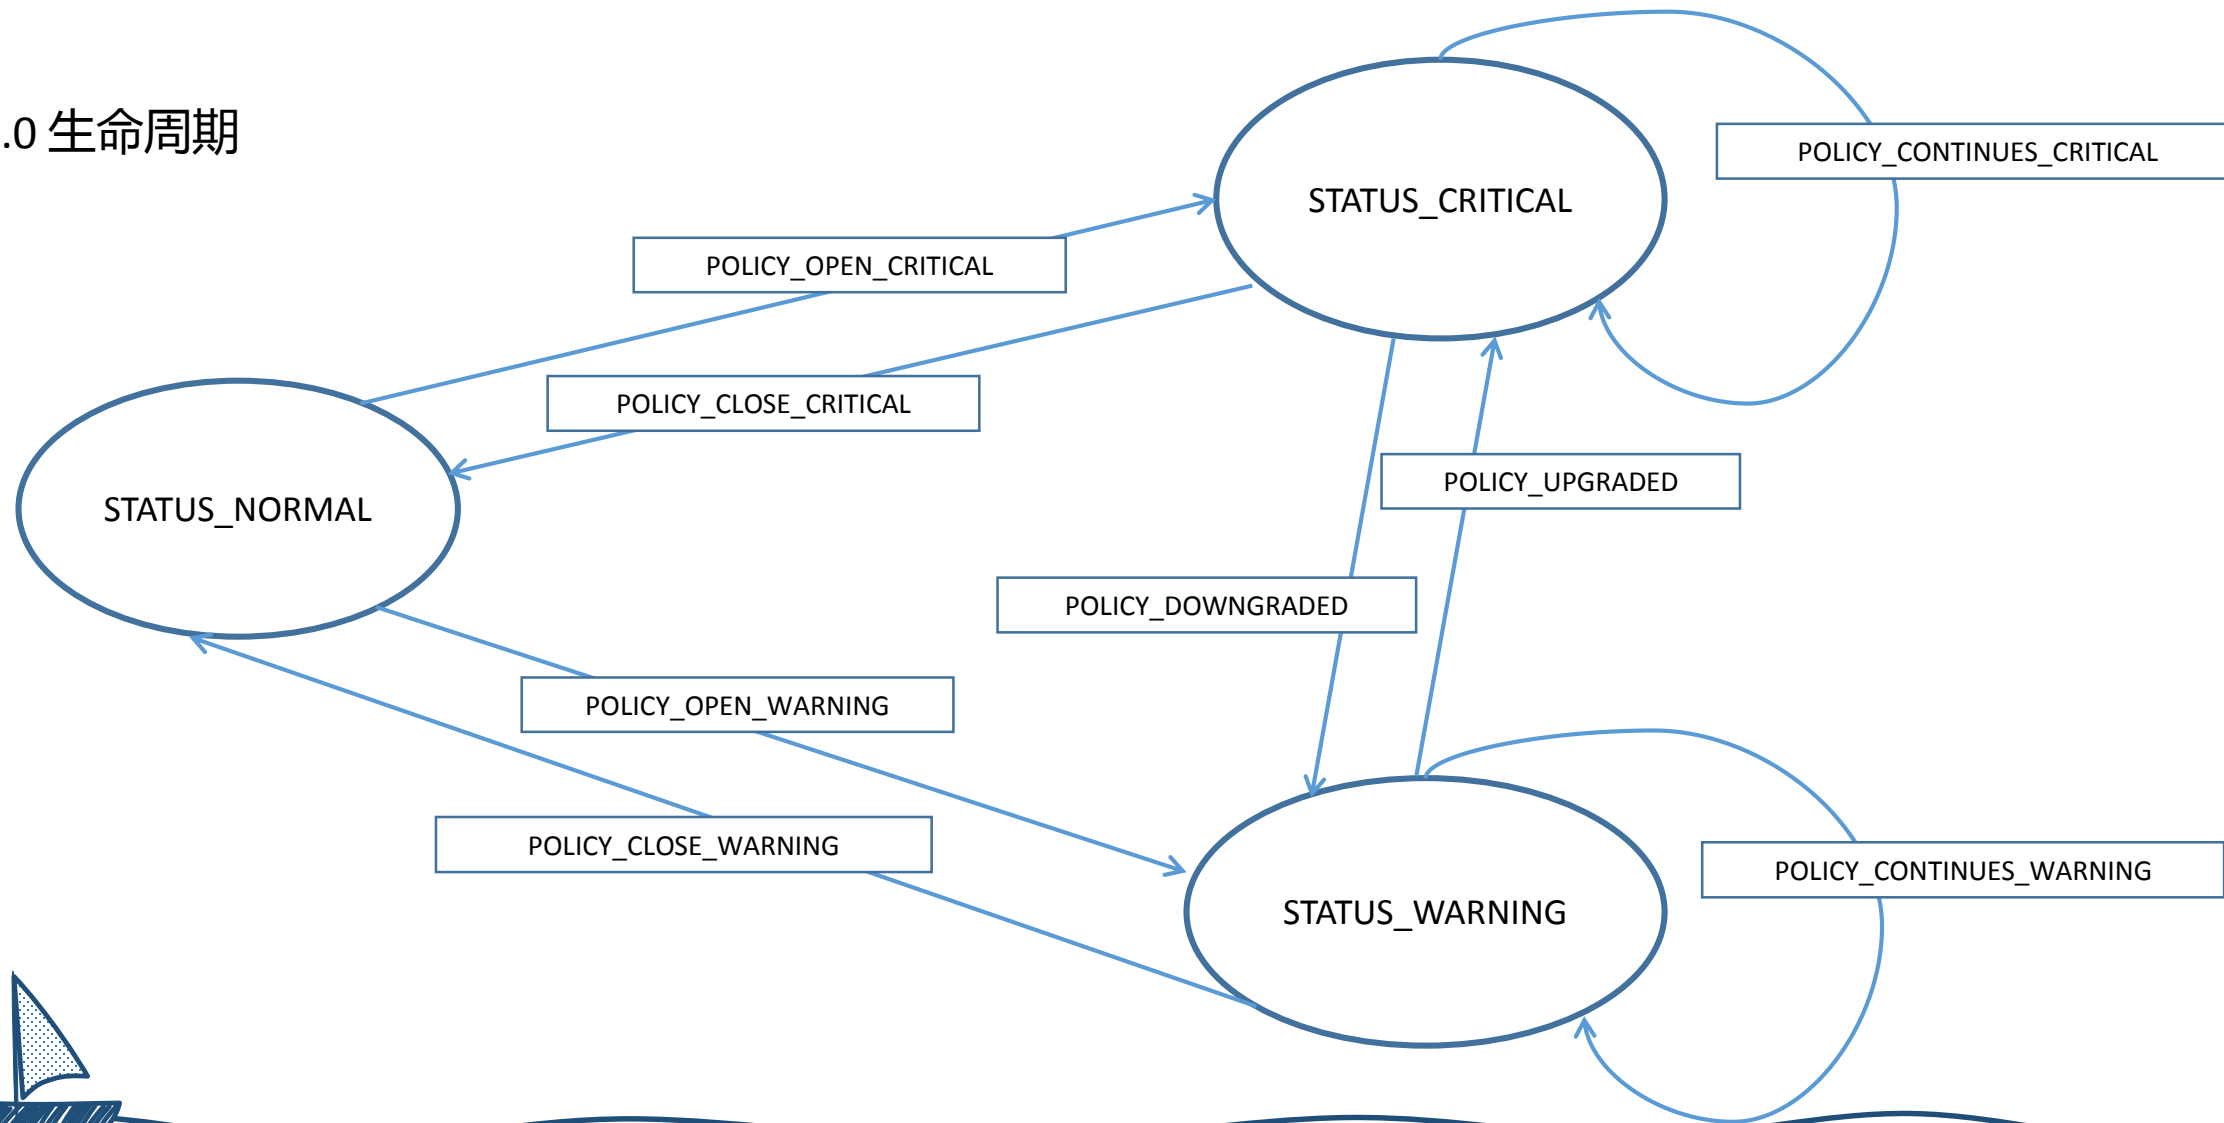 .0 生命周期
POLICY_CONTINUES_CRITICAL
STATUS_CRITICAL
POLICY_OPEN_CRITICAL
POLICY_CLOSE_CRITICAL
POLICY_UPGRADED
STATUS_NORMAL
POLICY_DOWNGRADED
POLICY_OPEN_WARNING
POLICY_CLOSE_WARNING
POLICY_CONTINUES_WARNING
STATUS_WARNING